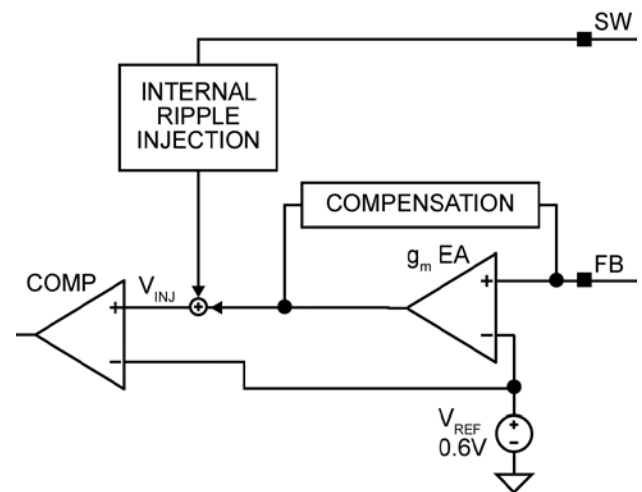 SW
INTERNAL
RIPPLE
INJECTION
COMPENSATION
gm EA
FB
COMP
VINJ
+
+
+
−
−
VREF
0.6V
+
−